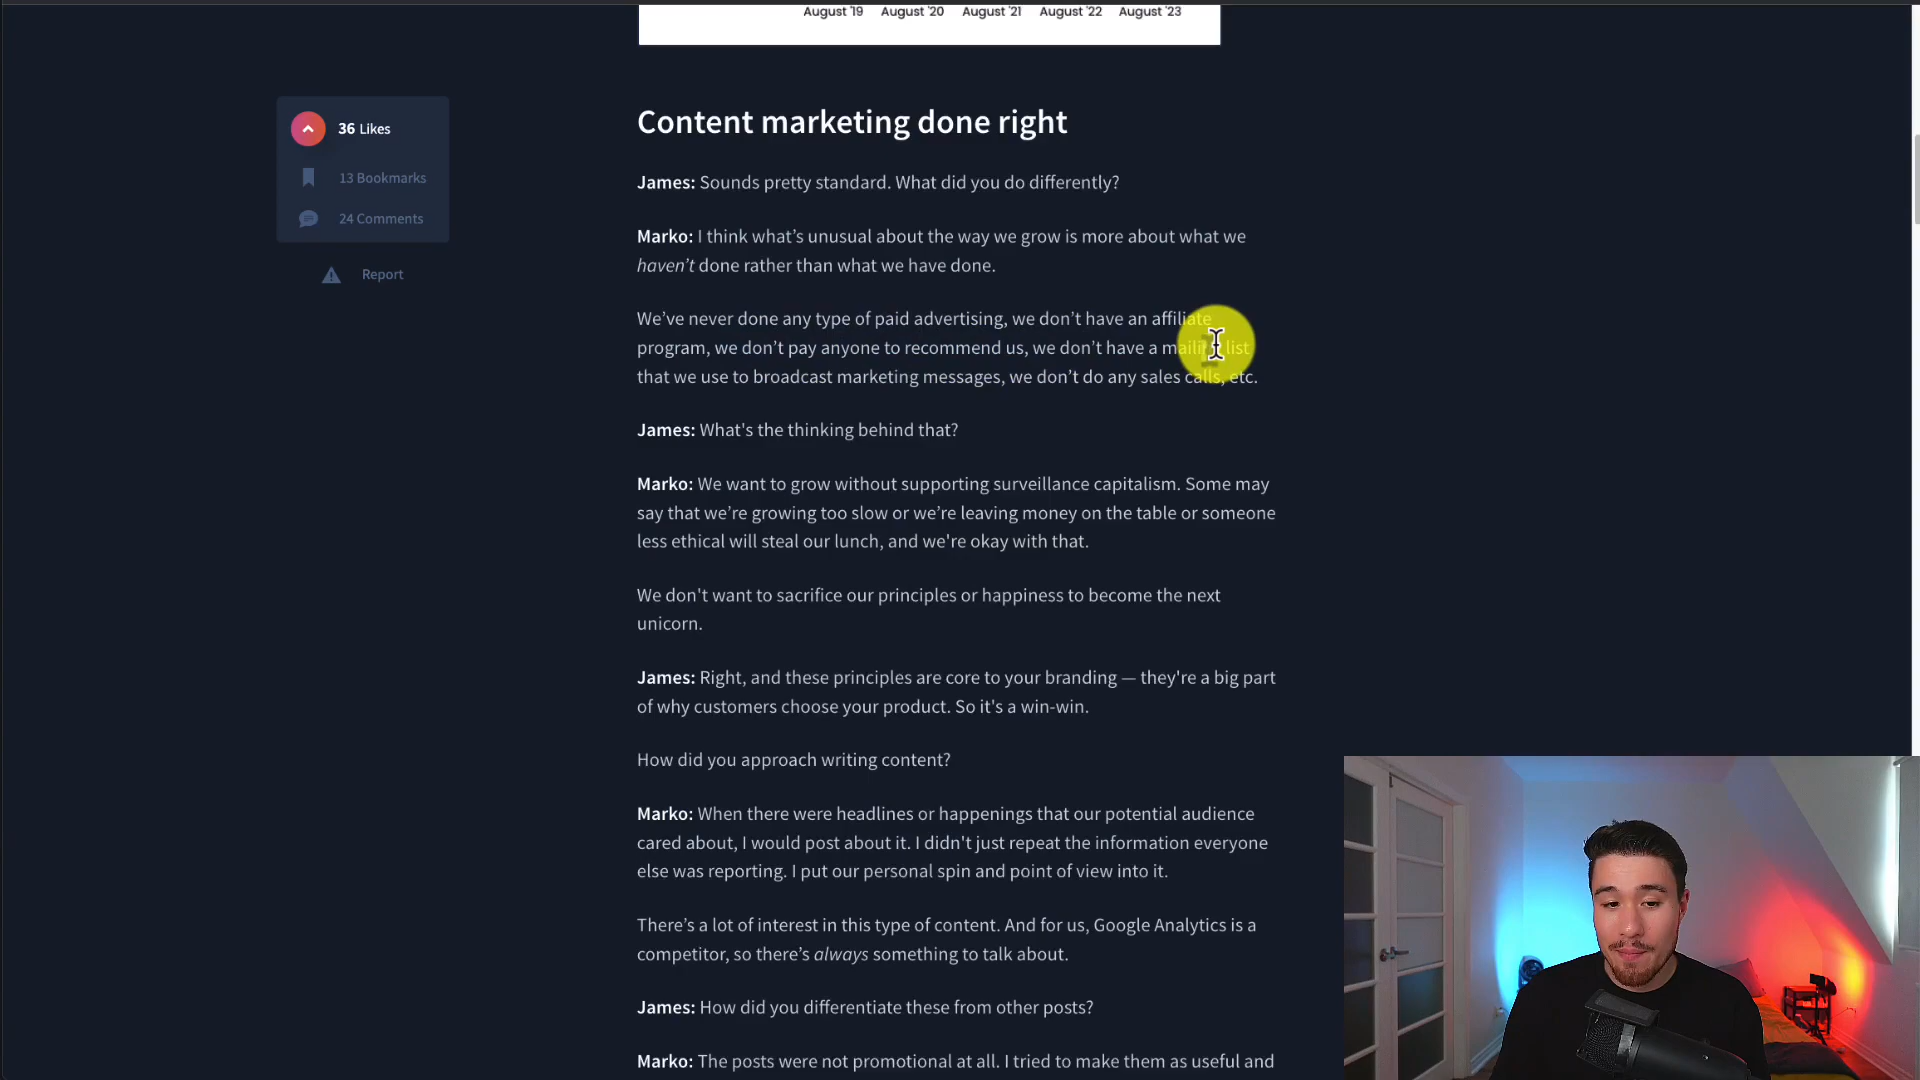 August '19 August '20 August '21 August '22 August '23
36 Likes
13 Bookmarks
24 Comments
Report
Content marketing done right
James: Sounds pretty standard. What did you do differently?
Marko: I think what’s unusual about the way we grow is more about what we
haven’t done rather than what we have done.
We’ve never done any type of paid advertising, we don’t have an affiliate
program, we don’t pay anyone to recommend us, we don’t have a mailing list
that we use to broadcast marketing messages, we don’t do any sales calls, etc.
James: What's the thinking behind that?
Marko: We want to grow without supporting surveillance capitalism. Some may
say that we’re growing too slow or we’re leaving money on the table or someone
less ethical will steal our lunch, and we're okay with that.
We don't want to sacrifice our principles or happiness to become the next
unicorn.
James: Right, and these principles are core to your branding — they're a big part
of why customers choose your product. So it's a win-win.
How did you approach writing content?
Marko: When there were headlines or happenings that our potential audience
cared about, I would post about it. I didn't just repeat the information everyone
else was reporting. I put our personal spin and point of view into it.
There’s a lot of interest in this type of content. And for us, Google Analytics is a
competitor, so there’s always something to talk about.
James: How did you differentiate these from other posts?
Marko: The posts were not promotional at all. I tried to make them as useful and